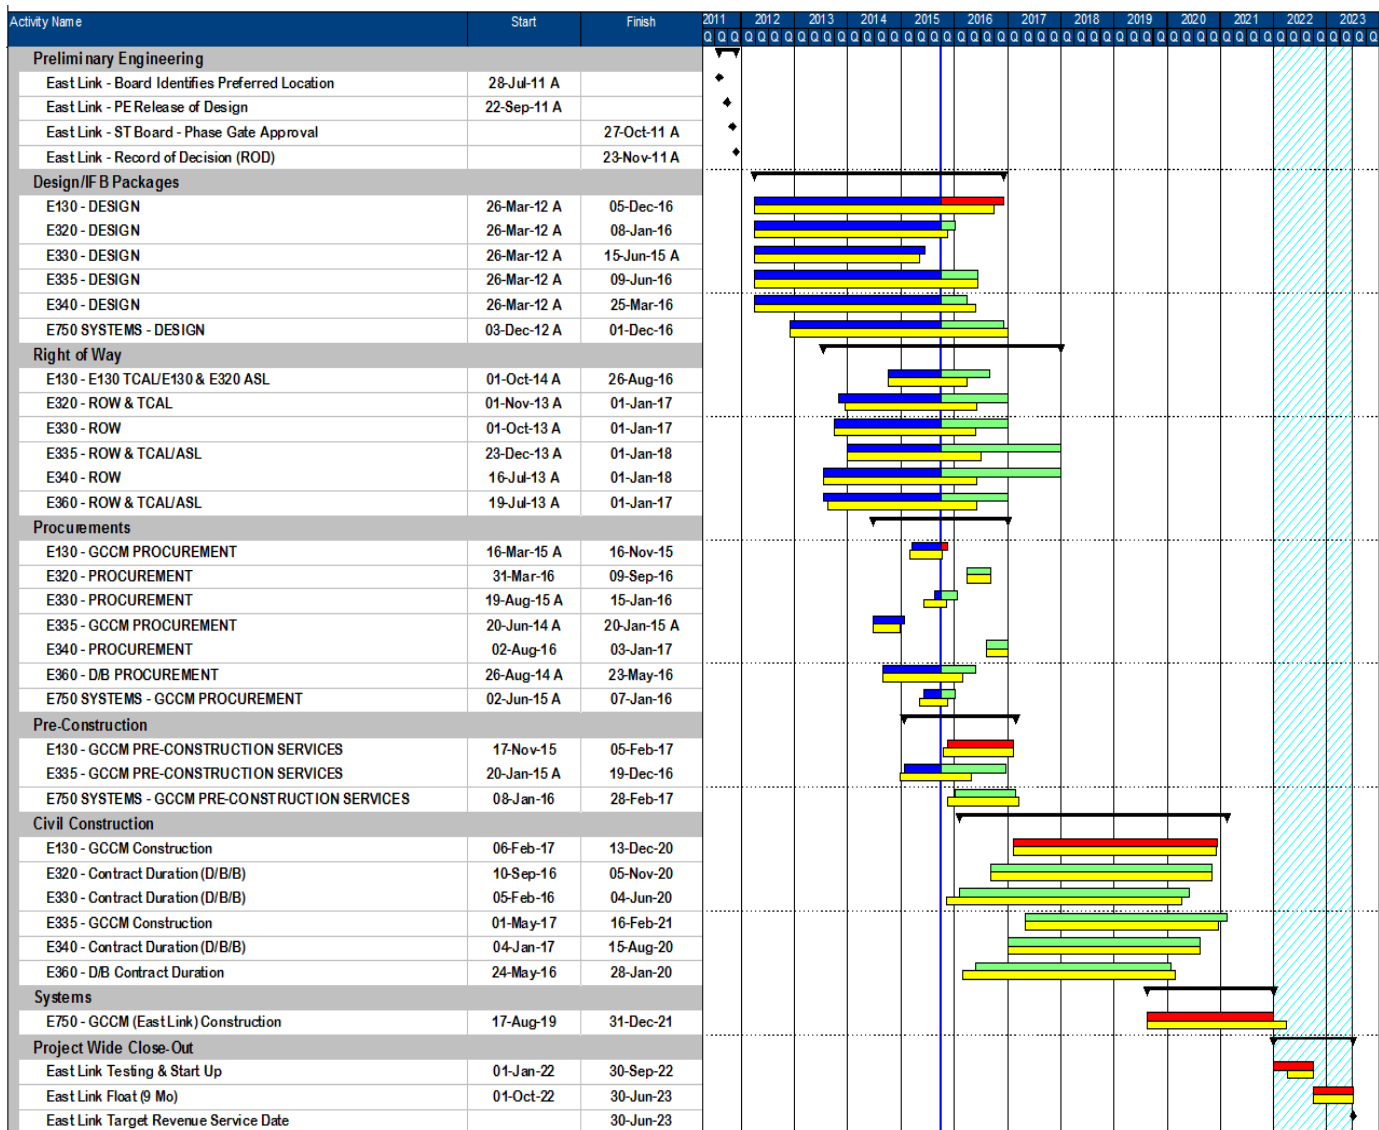 Activity Name Start Finish 2011 2012 2013 2014 2015 2016 2017 2018 2019 2020 2021 2022 2023
Q Q Q Q Q Q Q Q Q Q Q Q Q Q Q Q Q Q Q Q Q Q Q Q Q Q Q Q Q Q Q Q Q Q Q Q Q Q Q Q Q Q Q Q Q Q Q Q Q Q Q
Preliminary Engineering
East Link - Board Identifies Preferred Location 28-Jul-11 A
East Link - PE Release of Design 22-Sep-11 A
East Link - ST Board - Phase Gate Approval 27-Oct-11 A
East Link - Record of Decision (ROD) 23-Nov-11 A
Design/IFB Packages
E130 - DESIGN 26-Mar-12 A 05-Dec-16
E320 - DESIGN 26-Mar-12 A 08-Jan-16
E330 - DESIGN 26-Mar-12 A 15-Jun-15 A
E335 - DESIGN 26-Mar-12 A 09-Jun-16
E340 - DESIGN 26-Mar-12 A 25-Mar-16
E750 SYSTEMS - DESIGN 03-Dec-12 A 01-Dec-16
Right of Way
E130 - E130 TCAL/E130 & E320 ASL 01-Oct-14 A 26-Aug-16
E320 - ROW & TCAL 01-Nov-13 A 01-Jan-17
E330 - ROW 01-Oct-13 A 01-Jan-17
E335 - ROW & TCAL/ASL 23-Dec-13 A 01-Jan-18
E340 - ROW 16-Jul-13 A 01-Jan-18
E360 - ROW & TCAL/ASL 19-Jul-13 A 01-Jan-17
Procurements
E130 - GCCM PROCUREMENT 16-Mar-15 A 16-Nov-15
E320 - PROCUREMENT 31-Mar-16 09-Sep-16
E330 - PROCUREMENT 19-Aug-15 A 15-Jan-16
E335 - GCCM PROCUREMENT 20-Jun-14 A 20-Jan-15 A
E340 - PROCUREMENT 02-Aug-16 03-Jan-17
E360 - D/B PROCUREMENT 26-Aug-14 A 23-May-16
E750 SYSTEMS - GCCM PROCUREMENT 02-Jun-15 A 07-Jan-16
Pre-Construction
E130 - GCCM PRE-CONSTRUCTION SERVICES 17-Nov-15 05-Feb-17
E335 - GCCM PRE-CONSTRUCTION SERVICES 20-Jan-15 A 19-Dec-16
E750 SYSTEMS - GCCM PRE-CONSTRUCTION SERVICES 08-Jan-16 28-Feb-17
Civil Construction
E130 - GCCM Construction 06-Feb-17 13-Dec-20
E320 - Contract Duration (D/B/B) 10-Sep-16 05-Nov-20
E330 - Contract Duration (D/B/B) 05-Feb-16 04-Jun-20
E335 - GCCM Construction 01-May-17 16-Feb-21
E340 - Contract Duration (D/B/B) 04-Jan-17 15-Aug-20
E360 - D/B Contract Duration 24-May-16 28-Jan-20
Systems
E750 - GCCM (East Link) Construction 17-Aug-19 31-Dec-21
Project Wide Close-Out
East Link Testing & Start Up 01-Jan-22 30-Sep-22
East Link Float (9 Mo) 01-Oct-22 30-Jun-23
East Link Target Revenue Service Date 30-Jun-23